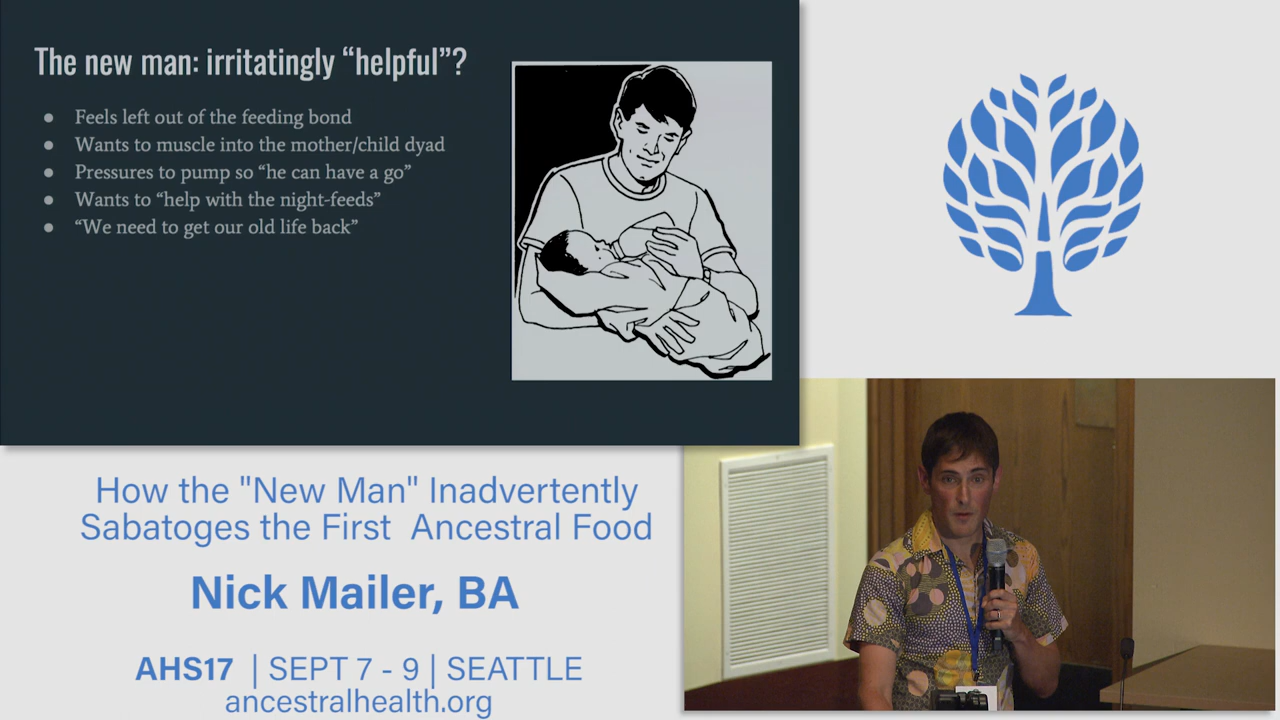 The new man: irritatingly “helpful”?
● Feels left out of the feeding bond
● Wants to muscle into the mother/child dyad
● Pressures to pump so “he can have a go”
● Wants to “help with the night-feeds”
● “We need to get our old life back”
How the "New Man" Inadvertently
Sabatoges the First Ancestral Food
Nick Mailer, BA
AHS17 | SEPT 7 - 9 | SEATTLE
ancestralhealth.org